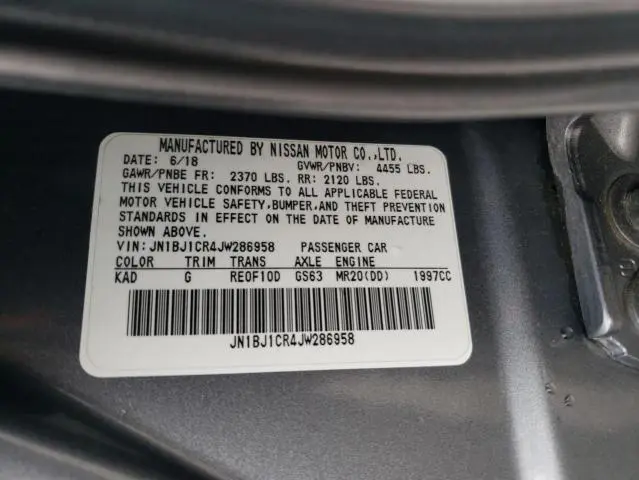 MANUFACTURED BY NISSAN MOTOR CO.,LTD.
DATE: 6/18 GVWR/PNBV: 4455 LBS.
GAWR/PNBE FR: 2370 LBS. RR: 2120 LBS.
THIS VEHICLE CONFORMS TO ALL APPLICABLE FEDERAL
MOTOR VEHICLE SAFETY,BUMPER,AND THEFT PREVENTION
STANDARDS IN EFFECT ON THE DATE OF MANUFACTURE
SHOWN ABOVE.
VIN:JN1BJ1CR4JW286958 PASSENGER CAR
COLOR TRIM TRANS AXLE ENGINE
KAD G RE0F10D GS63 MR20(DD) 1997CC
JN1BJ1CR4JW286958